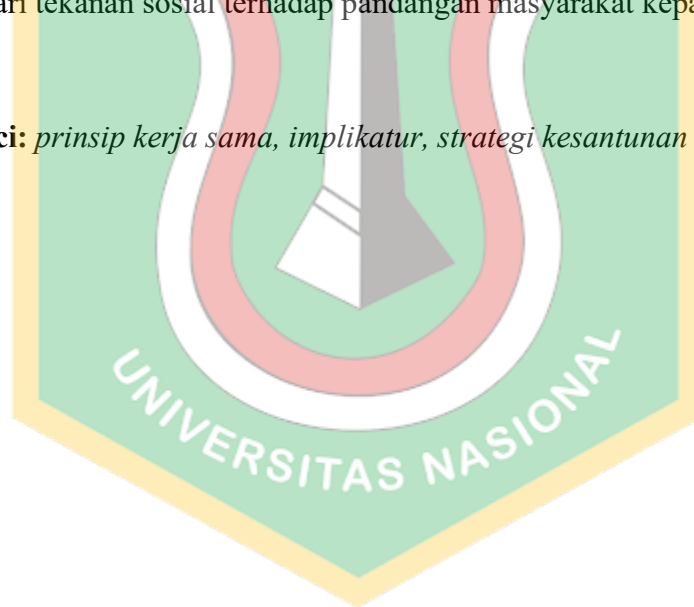 ari tekanan sosial terhadap pandangan masyarakat kepa
ci: prinsip kerja sama, implikatur, strategi kesantunan
UNIVERSITAS NASIONAL